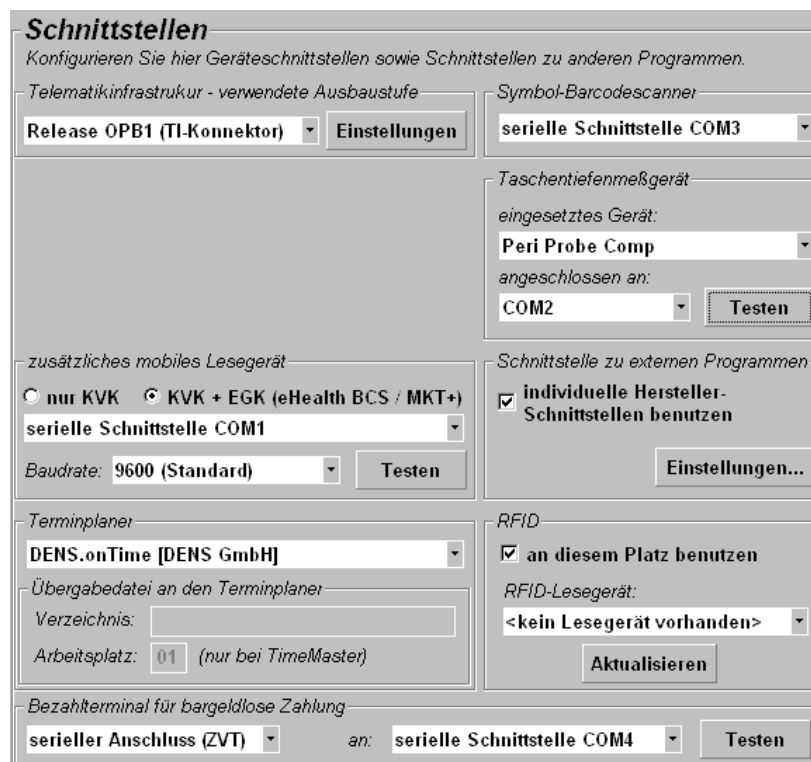 Schnittstellen
Konfigurieren Sie hier Geräteschnittstellen sowie Schnittstellen zu anderen Programmen.
Telematikinfrastrukur - verwendete Ausbaustufe
Release OPB1 (TI-Konnektor)
Einstellungen
Symbol-Barcodescanner
serielle Schnittstelle COM3
Taschentiefenmeßgerät
eingesetztes Gerät:
Peri Probe Comp
angeschlossen an:
COM2
Testen
zusätzliches mobiles Lesegerät
nur KVK
KVK + EGK (eHealth BCS / MKT+)
serielle Schnittstelle COM1
Baudrate:
9600 (Standard)
Testen
Schnittstelle zu externen Programmen
individuelle Hersteller-
Schnittstellen benutzen
Einstellungen...
Terminplaner
DENS.onTime [DENS GmbH]
Übergabedatei an den Terminplaner
Verzeichnis:
Arbeitsplatz: 01 (nur bei TimeMaster)
RFID
an diesem Platz benutzen
RFID-Lesegerät:
<kein Lesegerät vorhanden>
Aktualisieren
Bezahlterminal für bargeldlose Zahlung
serieller Anschluss (ZVT)
an:
serielle Schnittstelle COM4
Testen